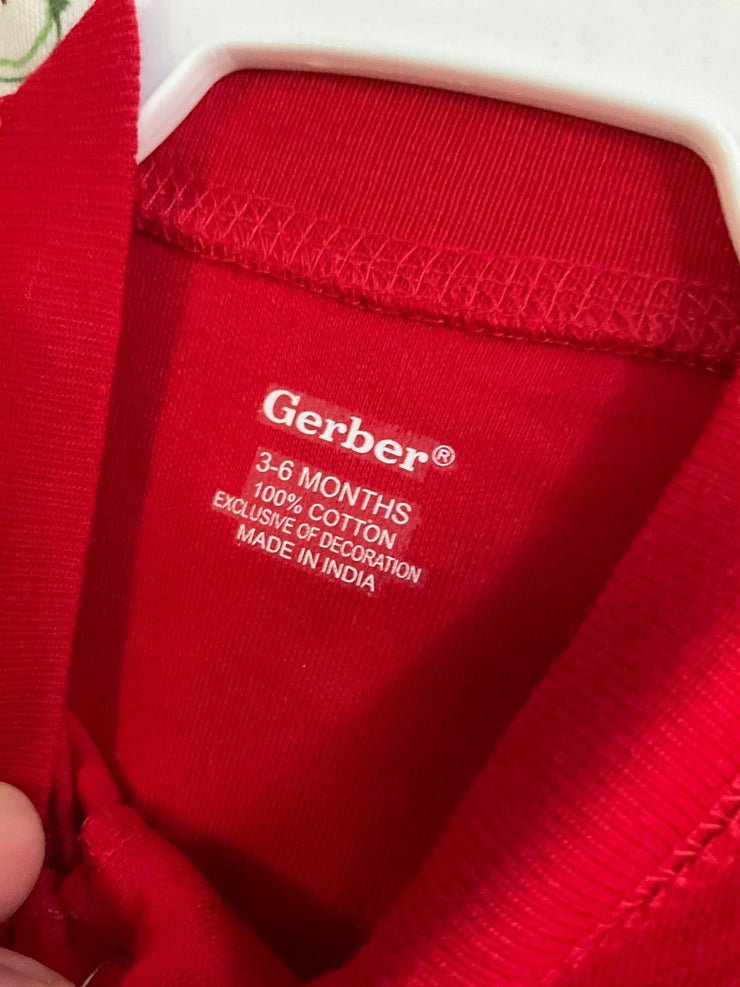 Gerber®
3-6 MONTHS
100% COTTON
EXCLUSIVE OF DECORATION
MADE IN INDIA